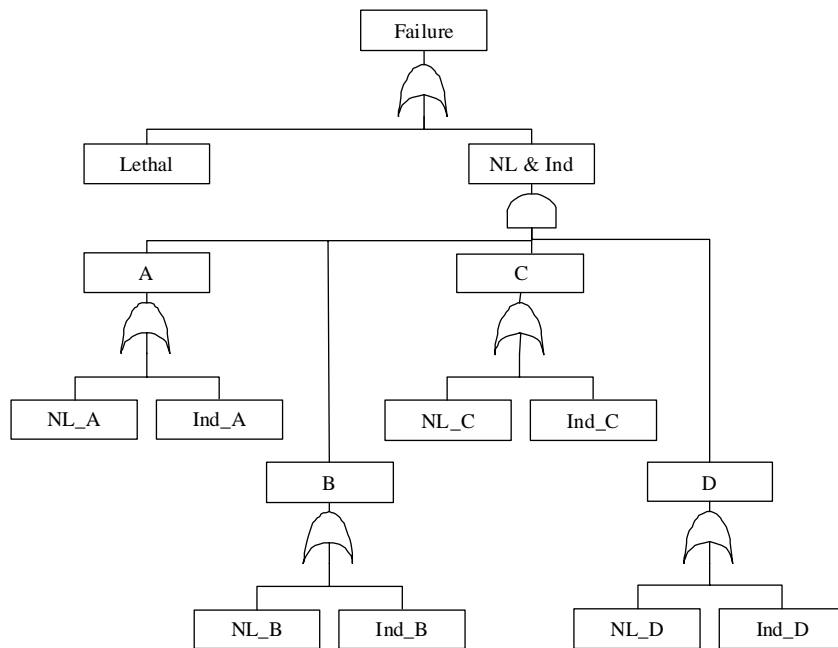 Failure
Lethal
NL & Ind
A
C
NL_A
Ind_A
NL_C
Ind_C
B
D
NL_B
Ind_B
NL_D
Ind_D